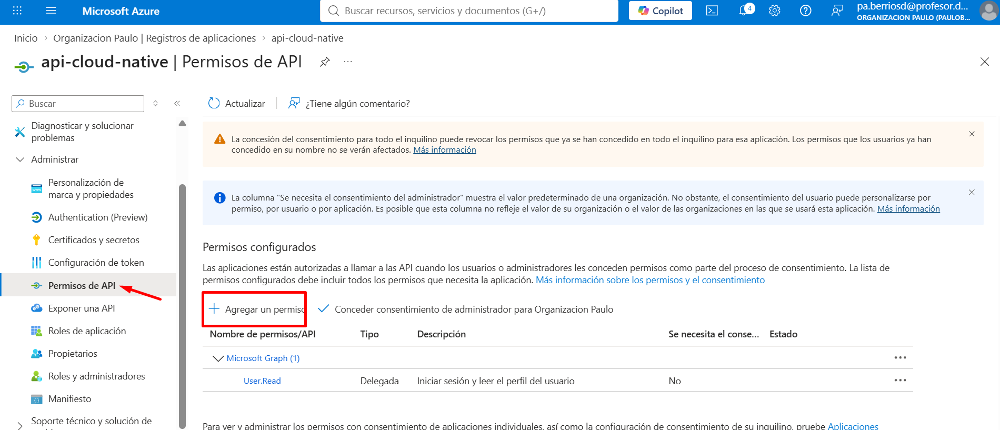 Microsoft Azure
Buscar recursos, servicios y documentos (G+/)
Copilot
4
pa.berriosd@profesor.d...
ORGANIZACION PAULO (PAULOB...
Inicio > Organizacion Paulo | Registros de aplicaciones > api-cloud-native
api-cloud-native | Permisos de API
Buscar
Actualizar
¿Tiene algún comentario?
Diagnosticar y solucionar
problemas
Administrar
Personalización de
marca y propiedades
Authentication (Preview)
Certificados y secretos
Configuración de token
Permisos de API
Exponer una API
Roles de aplicación
Propietarios
Roles y administradores
Manifiesto
Soporte técnico y solución de
La concesión del consentimiento para todo el inquilino puede revocar los permisos que ya se han concedido en todo el inquilino para esa aplicación. Los permisos que los usuarios ya han
concedido en su nombre no se verán afectados. Más información
La columna "Se necesita el consentimiento del administrador" muestra el valor predeterminado de una organización. No obstante, el consentimiento del usuario puede personalizarse por
permiso, por usuario o por aplicación. Es posible que esta columna no refleje el valor de su organización o el valor de las organizaciones en las que se usará esta aplicación. Más información
Permisos configurados
Las aplicaciones están autorizadas a llamar a las API cuando los usuarios o administradores les conceden permisos como parte del proceso de consentimiento. La lista de
permisos configurados debe incluir todos los permisos que necesita la aplicación. Más información sobre los permisos y el consentimiento
Agregar un permiso
Conceder consentimiento de administrador para Organizacion Paulo
Nombre de permisos/API Tipo Descripción Se necesita el conse... Estado
Microsoft Graph (1)
User.Read Delegada Iniciar sesión y leer el perfil del usuario No
Para ver y administrar los permisos con consentimiento de aplicaciones individuales, así como la configuración de consentimiento de su inquilino, pruebe Aplicaciones